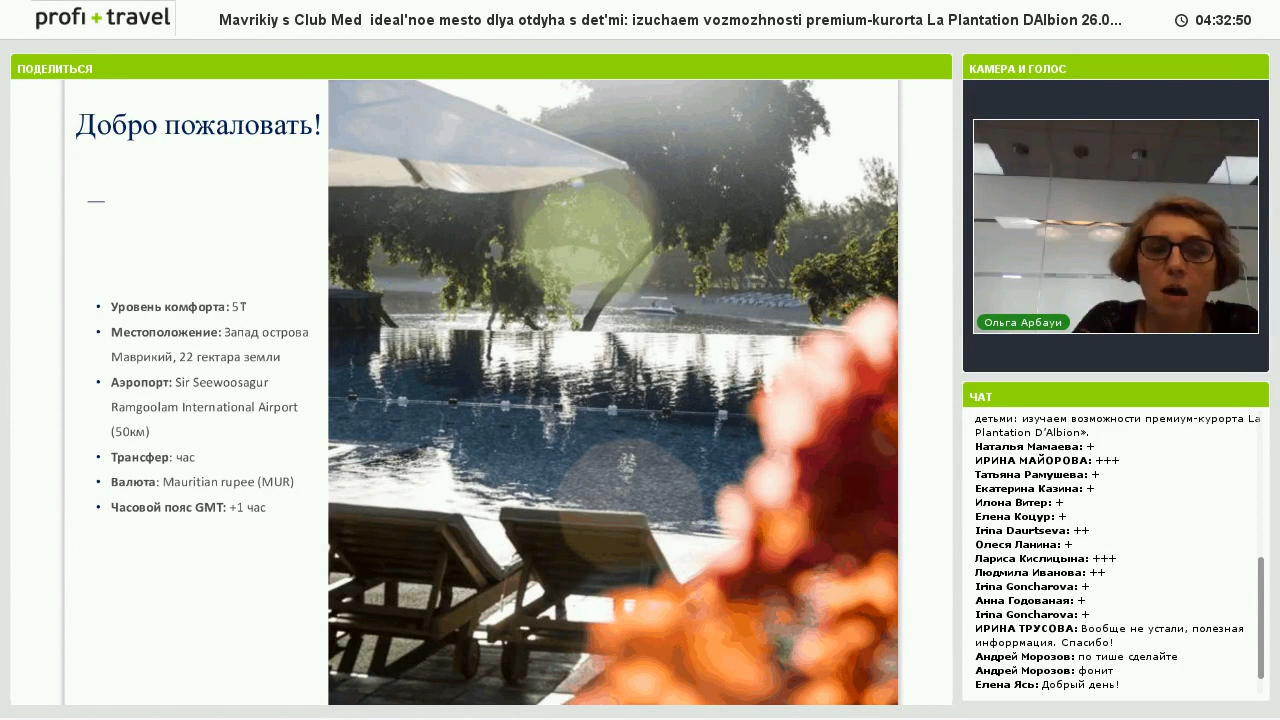 profi + travel
Mavrikiy s Club Med ideal'noe mesto dlya otdyha s det'mi: izuchaem vozmozhnosti premium-kurorta La Plantation DAlbion 26.0...
04:32:50
ПОДЕЛИТЬСЯ
Добро пожаловать!
—
• Уровень комфорта: 5T
• Местоположение: Запад острова
Маврикий, 22 гектара земли
• Аэропорт: Sir Seewoosagur
Ramgoolam International Airport
(50км)
• Трансфер: час
• Валюта: Mauritian rupee (MUR)
• Часовой пояс GMT: +1 час
КАМЕРА И ГОЛОС
Ольга Арбауи
ЧАТ
детьми: изучаем возможности премиум-курорта La
Plantation D'Albion».
Наталья Мамаева: +
ИРИНА МАЙОРОВА: +++
Татьяна Рамушева: +
Екатерина Казина: +
Илона Витер: +
Елена Коцур: +
Irina Daurtseva: ++
Олеся Ланина: +
Лариса Кислицына: +++
Людмила Иванова: ++
Irina Goncharova: +
Анна Годованая: +
Irina Goncharova: +
ИРИНА ТРУСОВА: Вообще не устали, полезная
инфоррмация. Спасибо!
Андрей Морозов: по тише сделайте
Андрей Морозов: фонит
Елена Ясь: Добрый день!